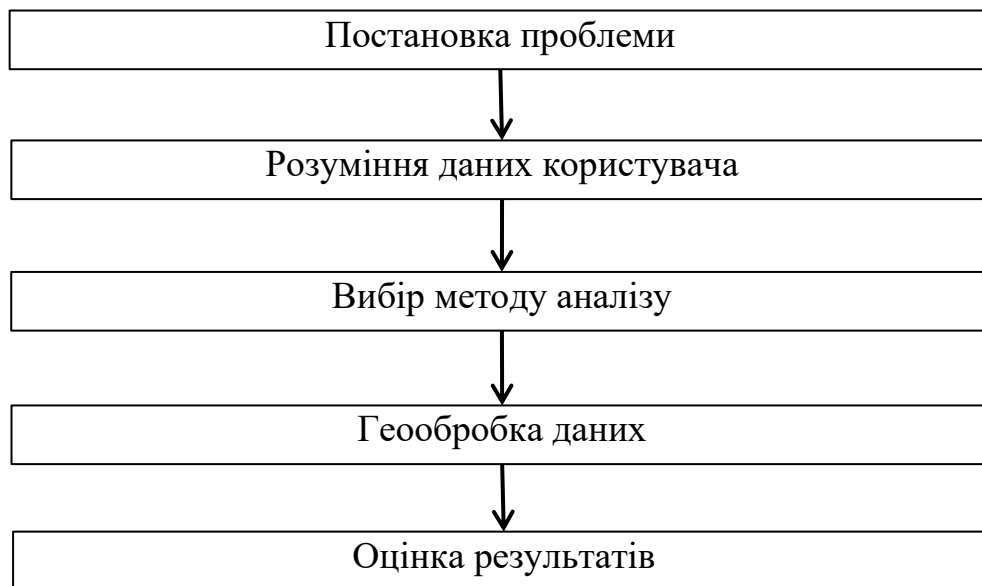 Постановка проблеми
Розуміння даних користувача
Вибір методу аналізу
Геообробка даних
Оцінка результатів